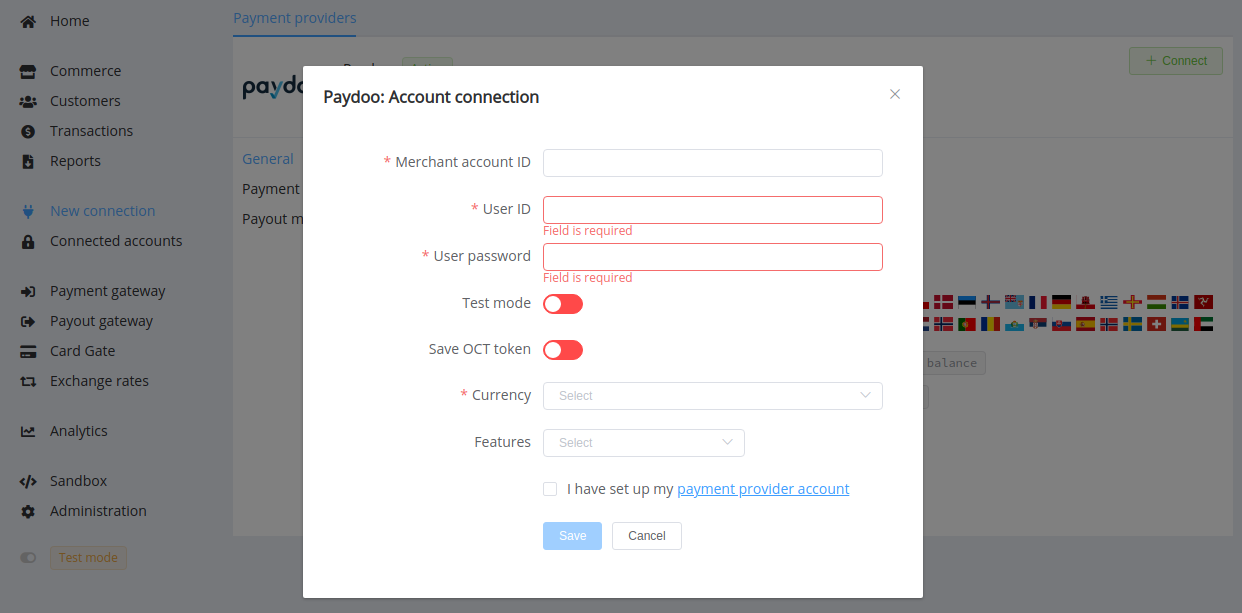 Home
Commerce
Customers
Transactions
Reports
New connection
Connected accounts
Payment gateway
Payout gateway
Card Gate
Exchange rates
Analytics
Sandbox
Administration
Test mode
Payment providers
+ Connect
General
Payment
Payout
balance
Paydoo: Account connection
* Merchant account ID
* User ID
Field is required
* User password
Field is required
Test mode
Save OCT token
* Currency Select
Features Select
I have set up my payment provider account
Save Cancel